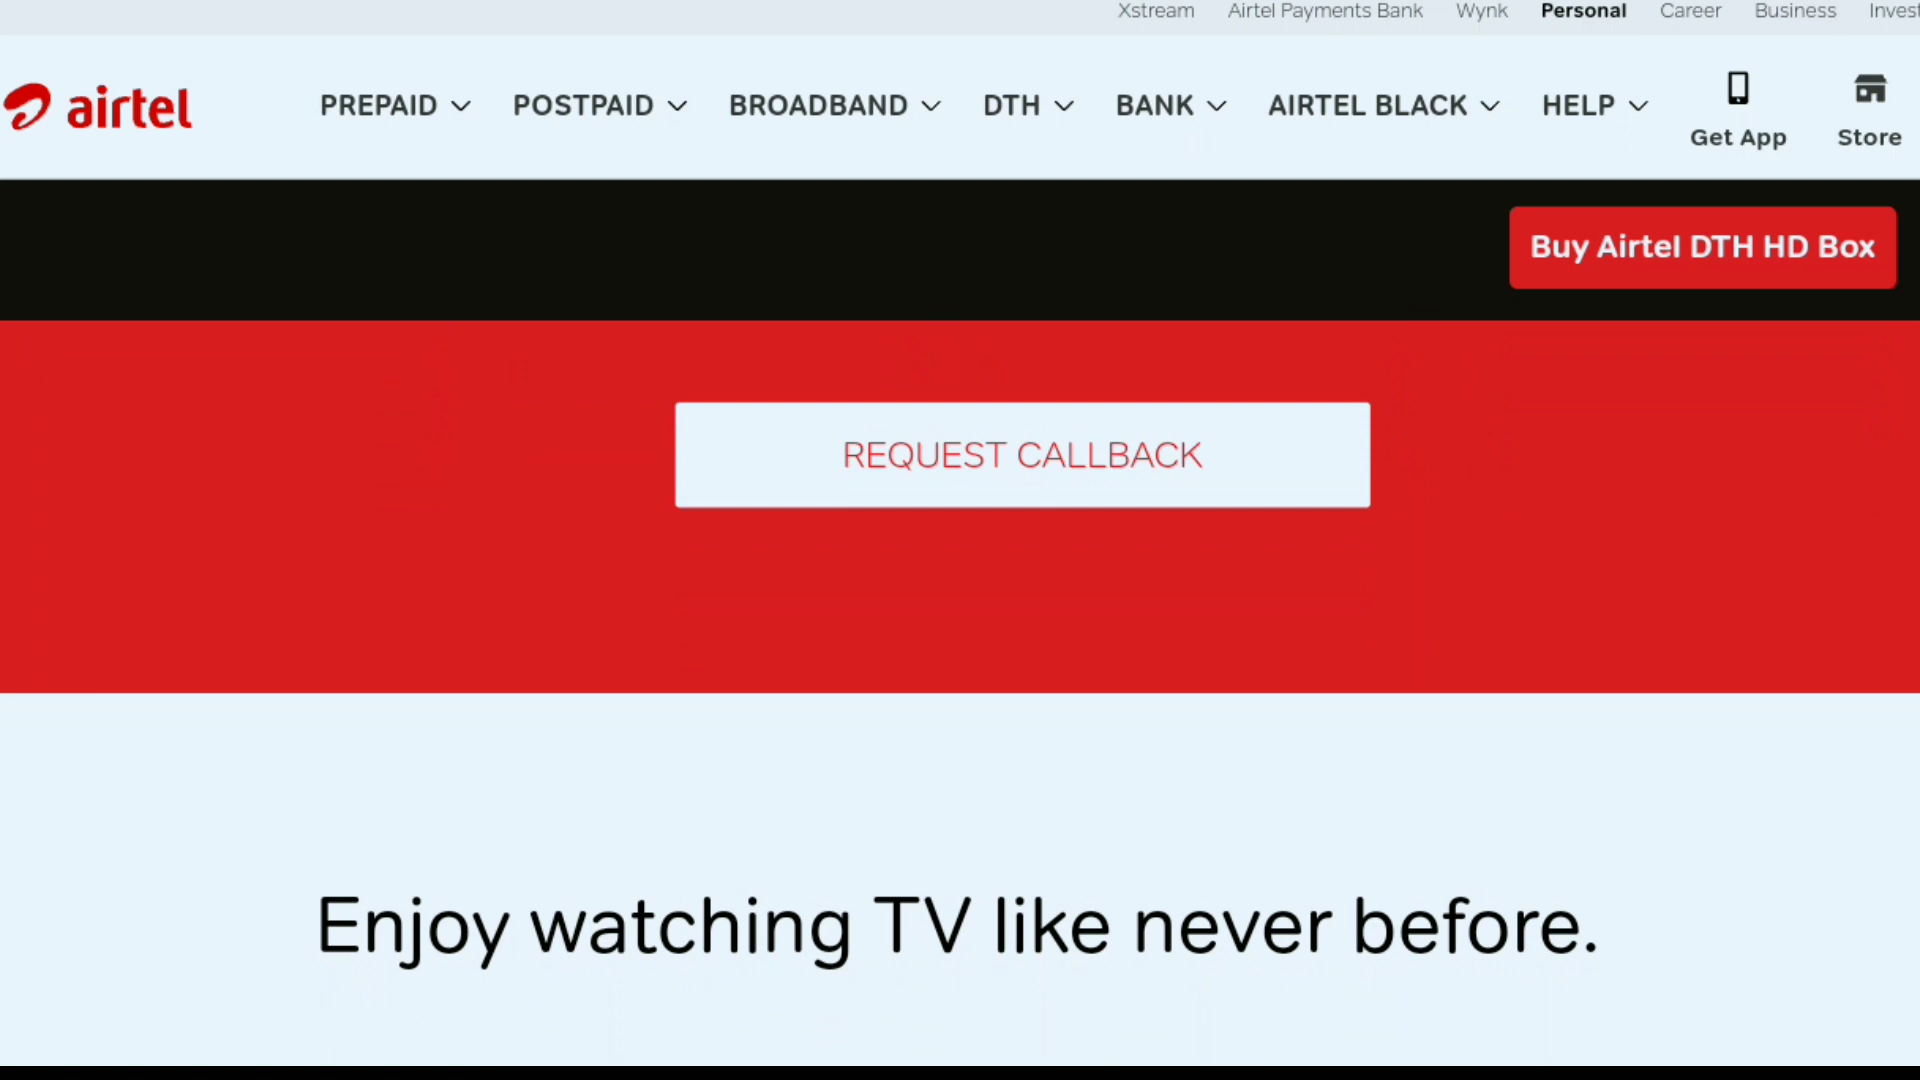 Xstream Airtel Payments Bank Wynk Personal Career Business Invest
airtel PREPAID POSTPAID BROADBAND DTH BANK AIRTEL BLACK HELP Get App Store
Buy Airtel DTH HD Box
REQUEST CALLBACK
Enjoy watching TV like never before.